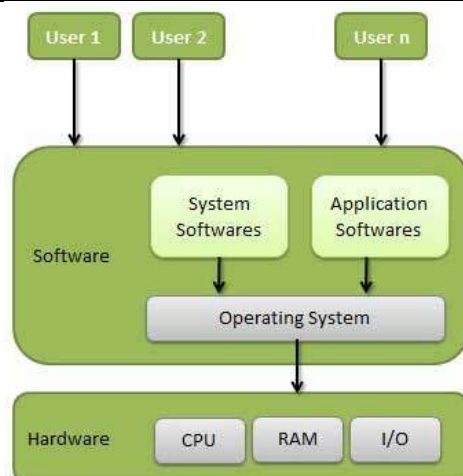 User 1
User 2
User n
System
Softwares
Application
Softwares
Software
Operating System
Hardware
CPU
RAM
I/O